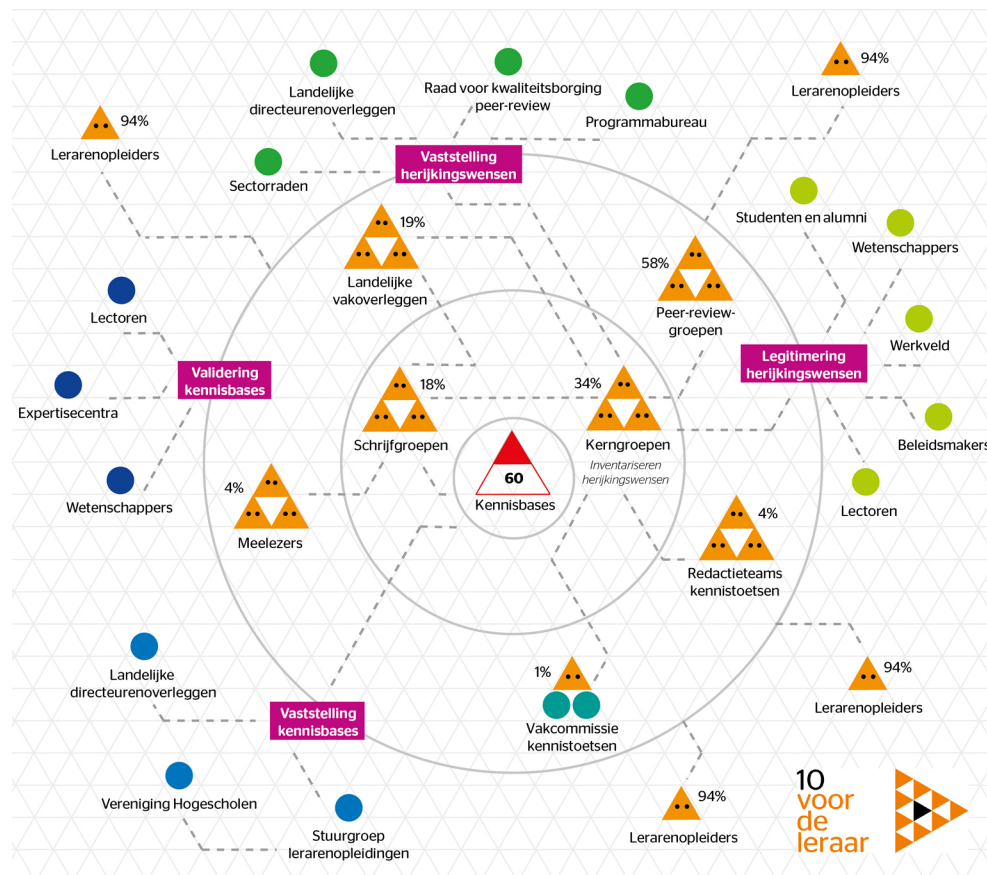 94%
Lerarenopleiders
Landelijke
directeurenoverleggen
Raad voor kwaliteitsborging
peer-review
Programmabureau
94%
Lerarenopleiders
Sectorraden
Vaststelling
herijkingswensen
Studenten en alumni
Wetenschappers
19%
Landelijke
vakoverleggen
58%
Peer-review-
groepen
Lectoren
Werkveld
Validering
kennisbases
Legitimering
herijkingswensen
Expertisecentra
18%
Schrijfgroepen
34%
Kerngroepen
Inventariseren
herijkingswensen
Beleidsmakers
60
Kennisbases
Wetenschappers
4%
Meelezers
Lectoren
4%
Redactieteams
kennistoetsen
Landelijke
directeurenoverleggen
1%
Vakcommissie
kennistoetsen
94%
Lerarenopleiders
Vaststelling
kennisbases
Vereniging Hogescholen
Stuurgroep
lerarenopleidingen
94%
Lerarenopleiders
10
voor
de
leraar